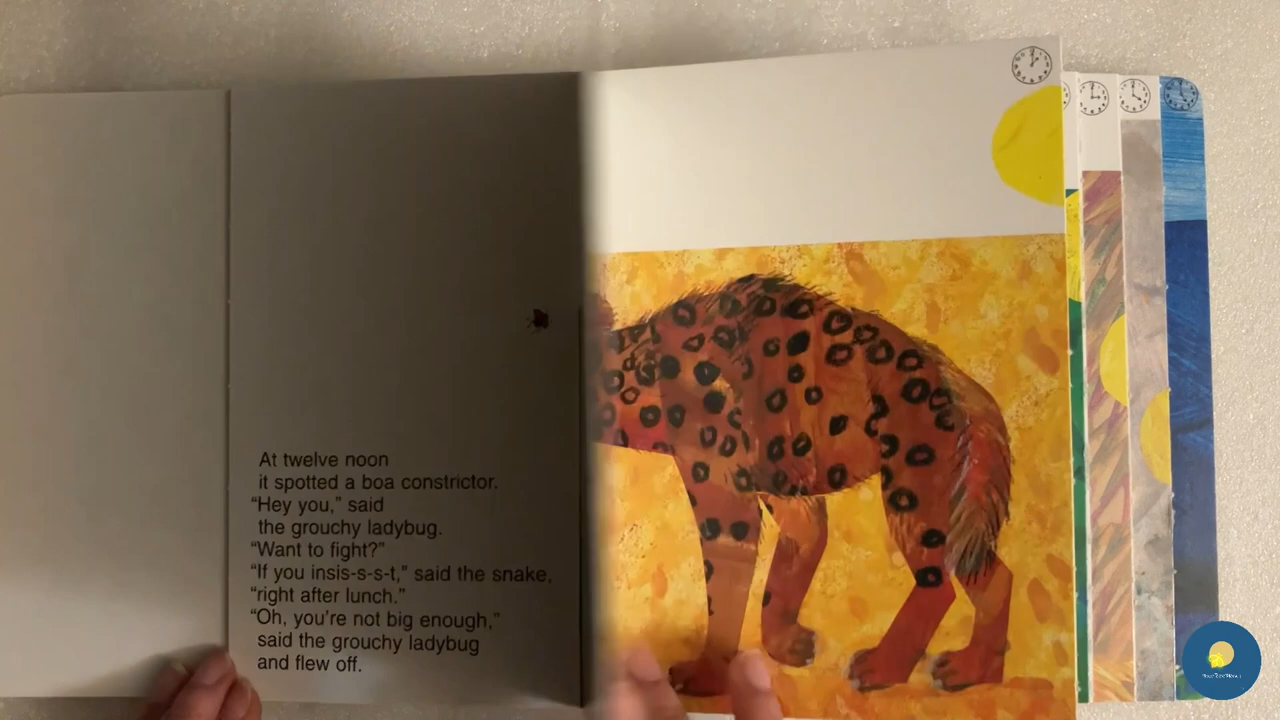 At twelve noon
it spotted a boa constrictor.
“Hey you,” said
the grouchy ladybug.
“Want to fight?”
“If you insis-s-s-t,” said the snake,
“right after lunch.”
“Oh, you’re not big enough,”
said the grouchy ladybug
and flew off.